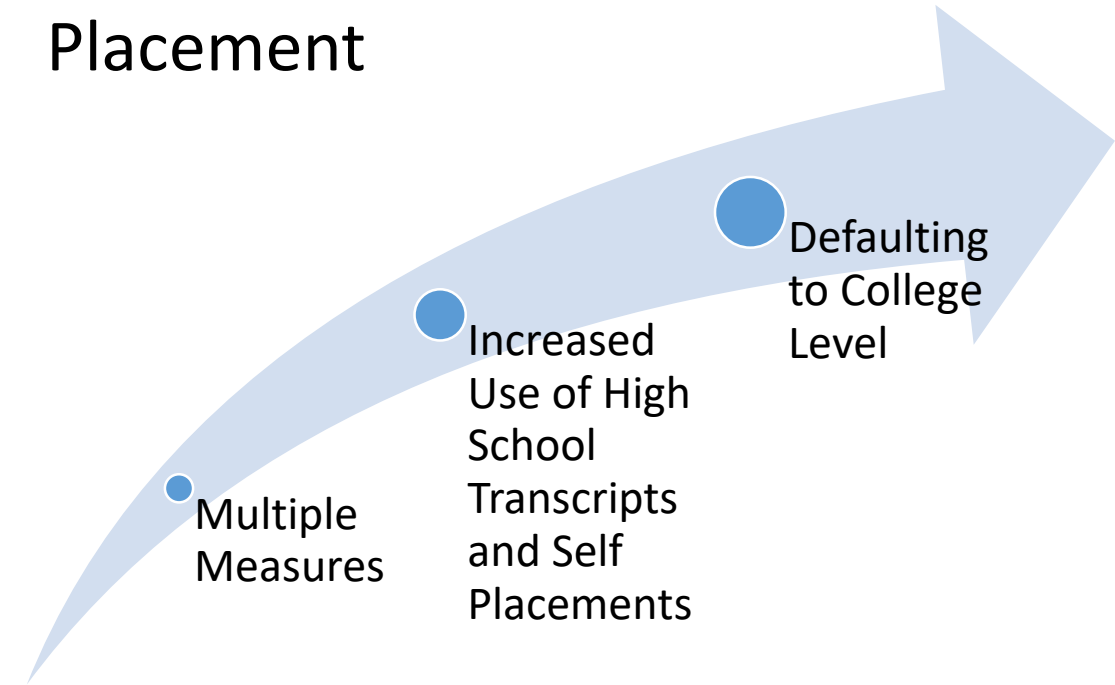 Placement
Multiple
Measures
Increased
Use of High
School
Transcripts
and Self
Placements
Defaulting
to College
Level